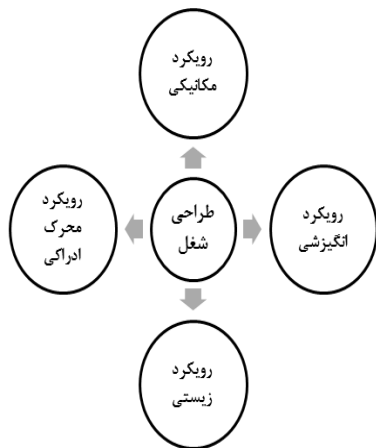 رویکرد
مکانیکی
رویکرد
انگیزشی
طراحی
شغل
رویکرد
محرک
ادراکی
رویکرد
زیستی